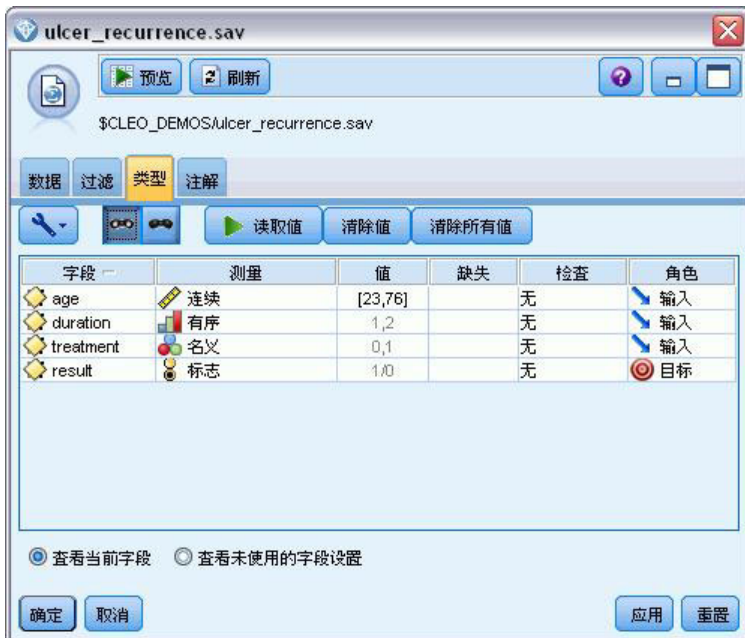 ulcer_recurrence.sav
预览 刷新
$CLEO_DEMOS/ulcer_recurrence.sav
数据 过滤 类型 注解
读取值 清除值 清除所有值
字段 测量 值 缺失 检查 角色
age 连续 [23,76] 无 输入
duration 有序 1,2 无 输入
treatment 名义 0,1 无 输入
result 标志 1/0 无 目标
查看当前字段 查看未使用的字段设置
确定 取消 应用 重置